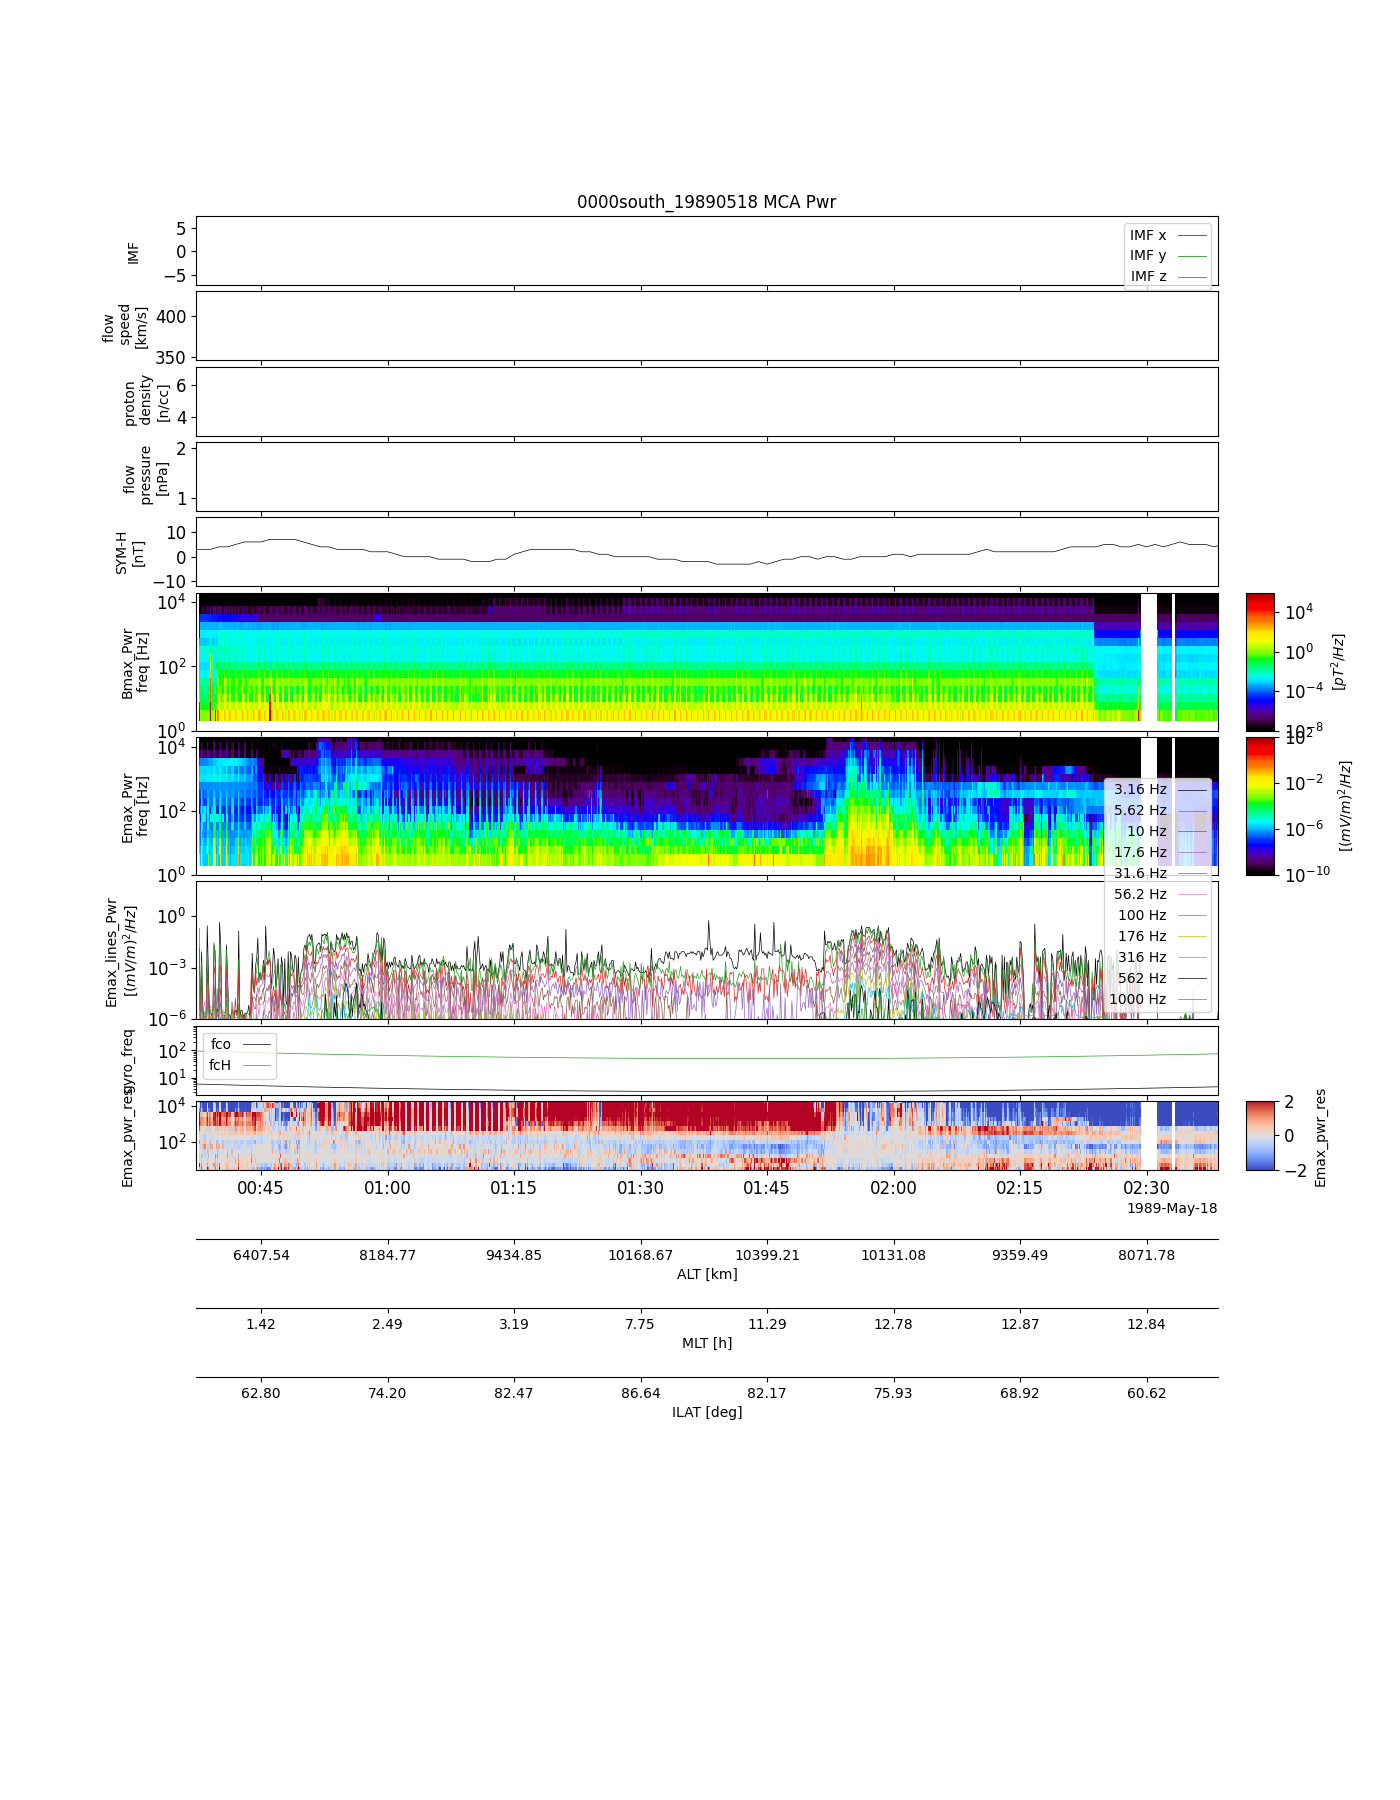 0000south_19890518 MCA Pwr
IMF
5
0
−5
IMF x
IMF y
IMF z
flow
speed
[km/s]
400
350
proton
density
[n/cc]
6
4
flow
pressure
[nPa]
2
1
SYM-H
[nT]
10
0
−10
Bmax_Pwr
freq [Hz]
10^4
10^2
10^0
10^4
10^0
10^−4
10^−8
[pT^2/Hz]
Emax_Pwr
freq [Hz]
10^4
10^2
10^0
10^2
10^−2
10^−6
10^−10
[(mV/m)^2/Hz]
3.16 Hz
5.62 Hz
10 Hz
17.6 Hz
31.6 Hz
56.2 Hz
100 Hz
176 Hz
316 Hz
562 Hz
1000 Hz
Emax_lines_Pwr
[(mV/m)^2/Hz]
10^0
10^−3
10^−6
gyro_freq
10^2
10^1
fco
fcH
Emax_pwr_res
10^4
10^2
2
0
−2
Emax_pwr_res
00:45 01:00 01:15 01:30 01:45 02:00 02:15 02:30
1989-May-18
6407.54 8184.77 9434.85 10168.67 10399.21 10131.08 9359.49 8071.78
ALT [km]
1.42 2.49 3.19 7.75 11.29 12.78 12.87 12.84
MLT [h]
62.80 74.20 82.47 86.64 82.17 75.93 68.92 60.62
ILAT [deg]